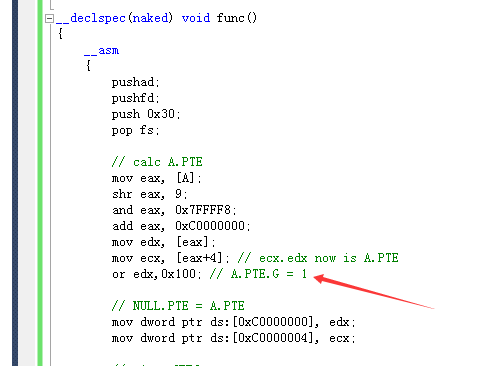 __declspec(naked) void func()
{
__asm
{
pushad;
pushfd;
push 0x30;
pop fs;
// calc A.PTE
mov eax, [A];
shr eax, 9;
and eax, 0x7FFFF8;
add eax, 0xC0000000;
mov edx, [eax];
mov ecx, [eax+4]; // ecx.edx now is A.PTE
or edx,0x100; // A.PTE.G = 1
// NULL.PTE = A.PTE
mov dword ptr ds:[0xC0000000], edx;
mov dword ptr ds:[0xC0000004], ecx;